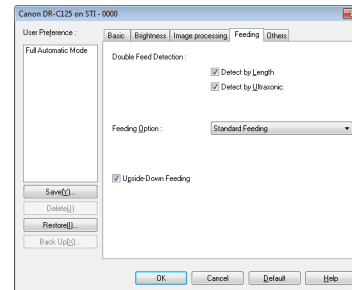 Canon DR-C125 on STI - 0000
User Preference :
Full Automatic Mode
Save(Y)...
Delete(J)
Restore(I)...
Back Up(X)...
Basic Brightness Image processing Feeding Others
Double Feed Detection :
Detect by Length
Detect by Ultrasonic
Feeding Option : Standard Feeding
Upside-Down Feeding
OK Cancel Default Help